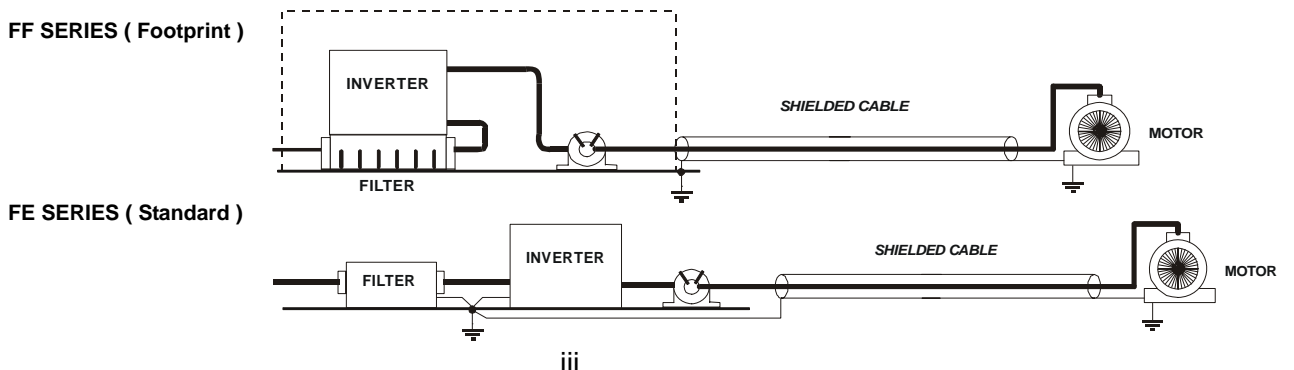 FF SERIES ( Footprint )
INVERTER
SHIELDED CABLE
MOTOR
FILTER
FE SERIES ( Standard )
INVERTER
SHIELDED CABLE
FILTER
MOTOR
iii